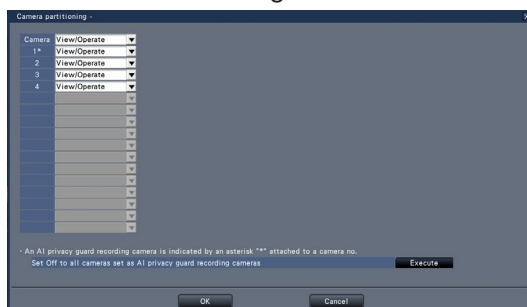 Camera partitioning -
Camera View/Operate
1* View/Operate
2 View/Operate
3 View/Operate
4 View/Operate
- An AI privacy guard recording camera is indicated by an asterisk "*" attached to a camera no.
Set Off to all cameras set as AI privacy guard recording cameras Execute
OK Cancel